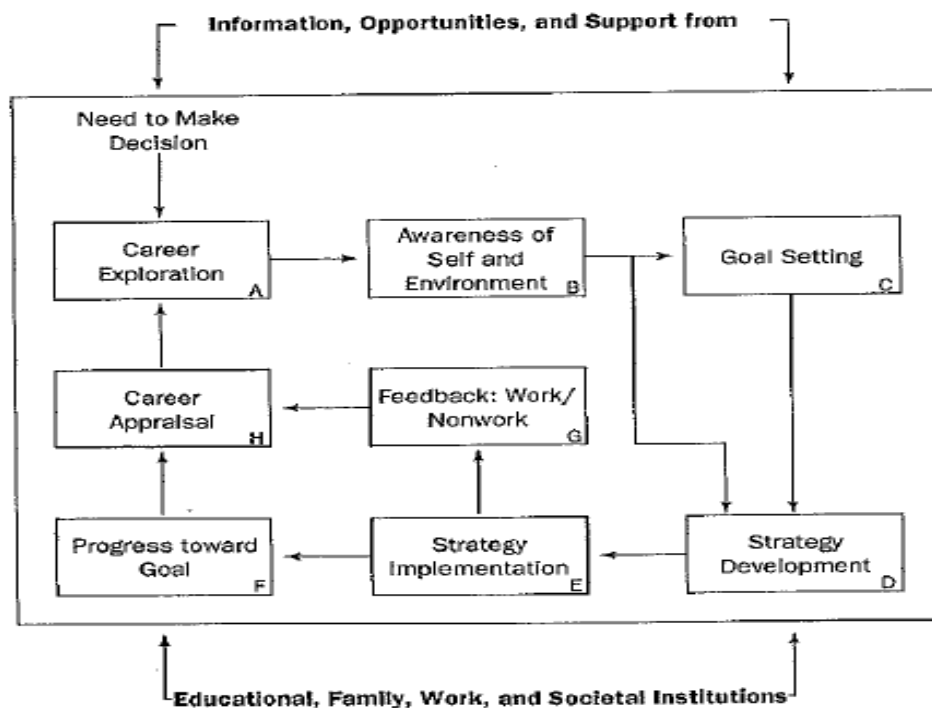 Information, Opportunities, and Support from
Need to Make
Decision
Career
Exploration
A
Awareness of
Self and
Environment
B
Goal Setting
C
Career
Appraisal
H
Feedback: Work/
Nonwork
G
Progress toward
Goal
F
Strategy
Implementation
E
Strategy
Development
D
Educational, Family, Work, and Societal Institutions